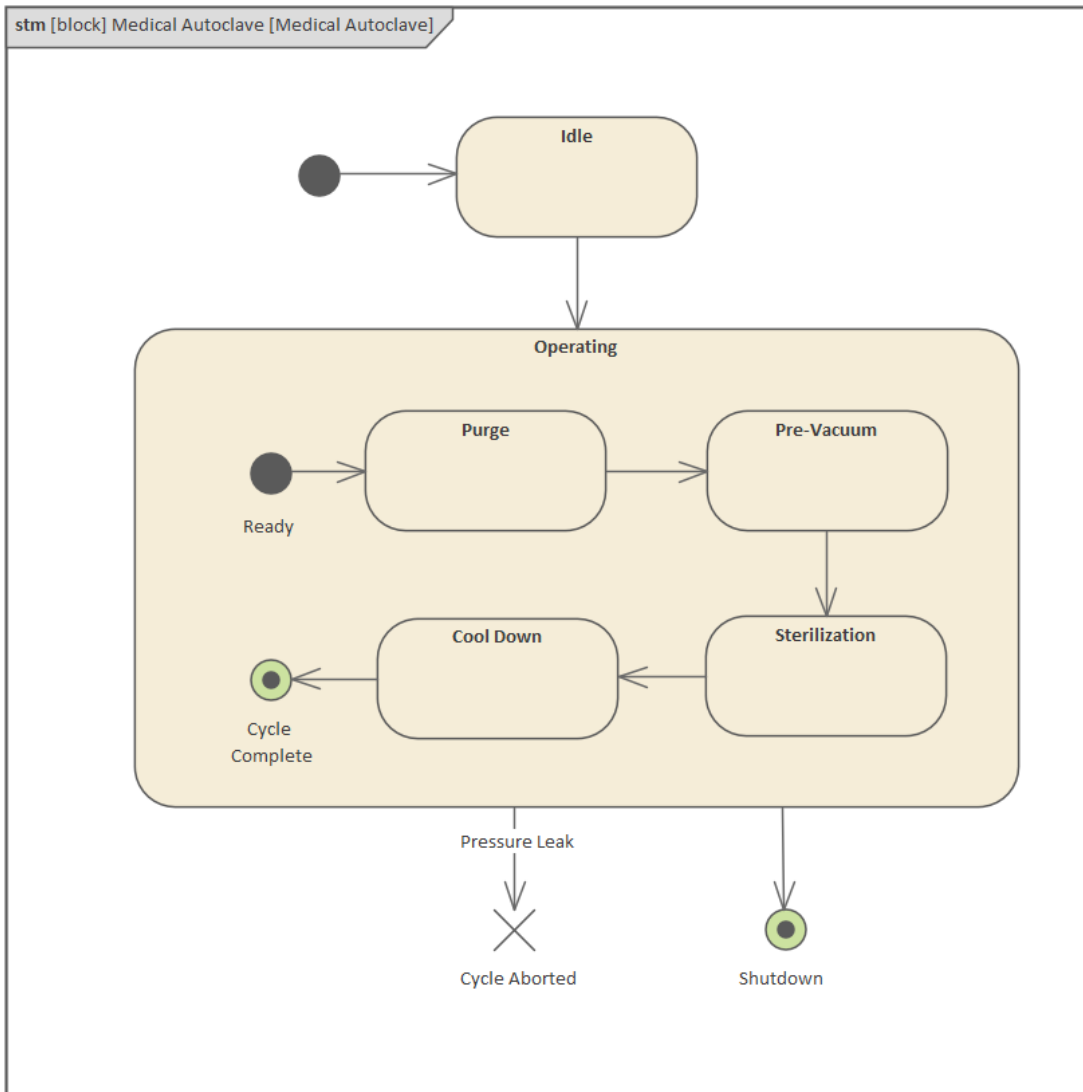 stm [block] Medical Autoclave [Medical Autoclave]
Idle
Operating
Purge
Pre-Vacuum
Ready
Cool Down
Sterilization
Cycle
Complete
Pressure Leak
Cycle Aborted
Shutdown